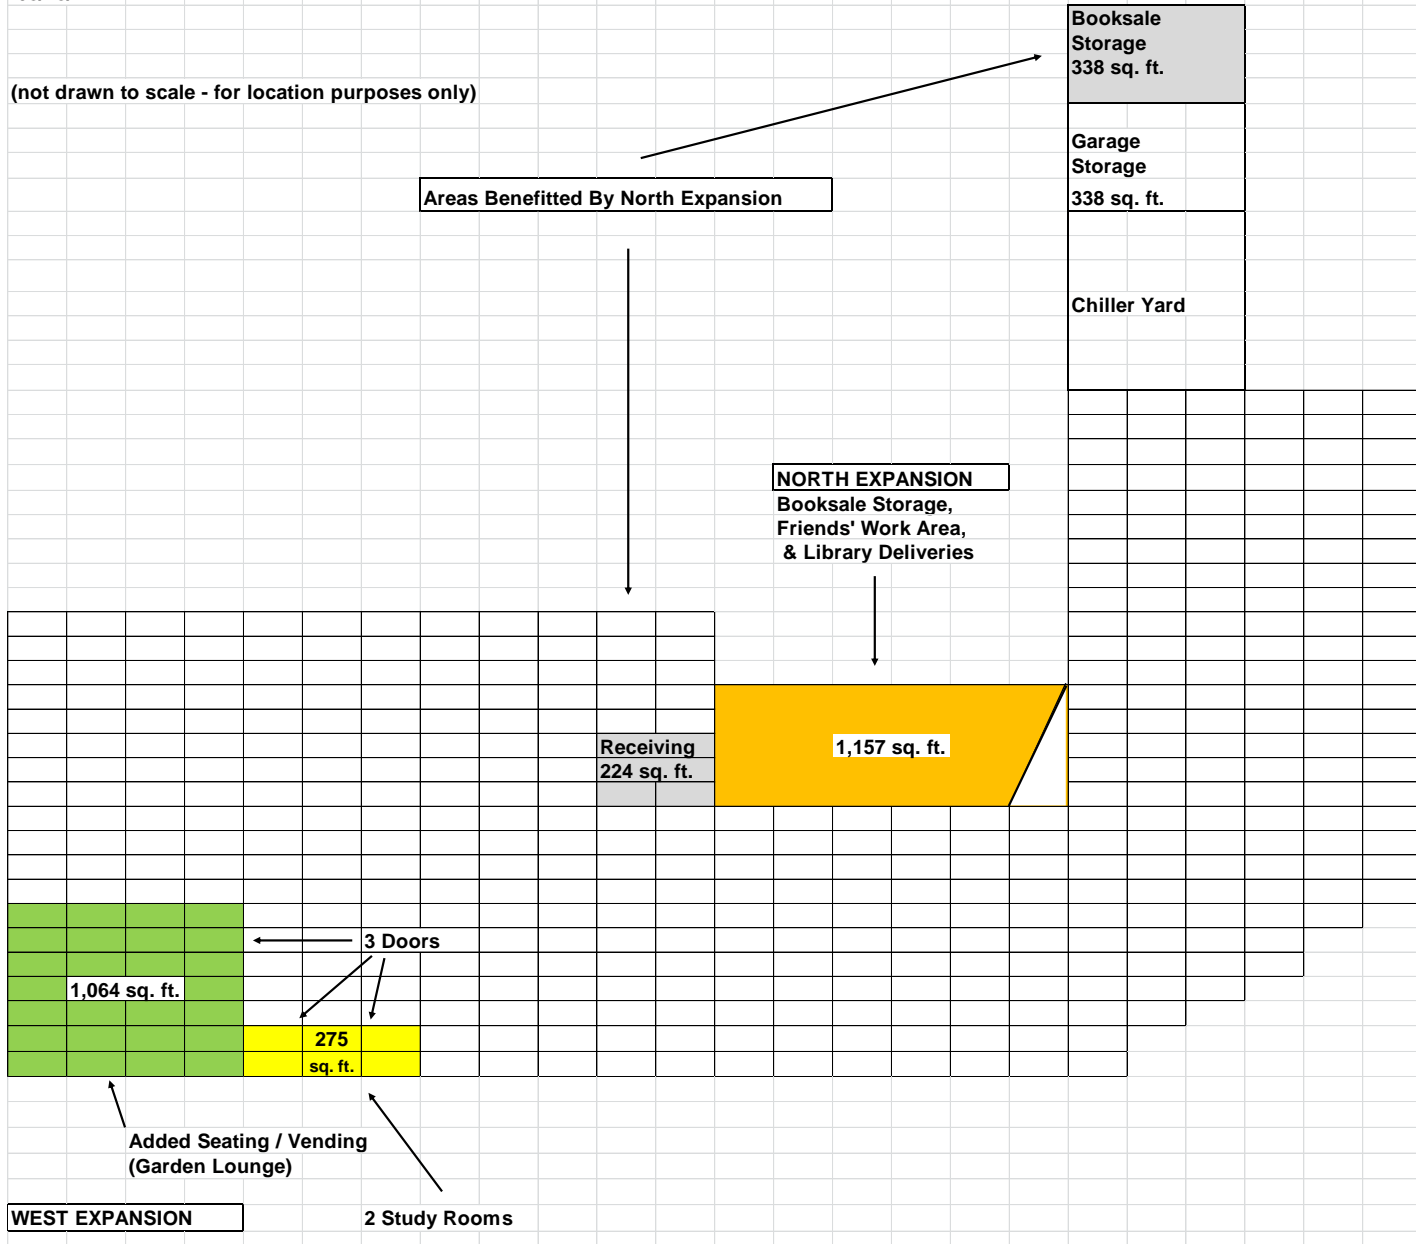 Booksale
Storage
338 sq. ft.
(not drawn to scale - for location purposes only)
Garage
Storage
338 sq. ft.
Areas Benefitted By North Expansion
Chiller Yard
NORTH EXPANSION
Booksale Storage,
Friends' Work Area,
& Library Deliveries
Receiving
224 sq. ft.
1,157 sq. ft.
3 Doors
1,064 sq. ft.
275
sq. ft.
Added Seating / Vending
(Garden Lounge)
WEST EXPANSION
2 Study Rooms